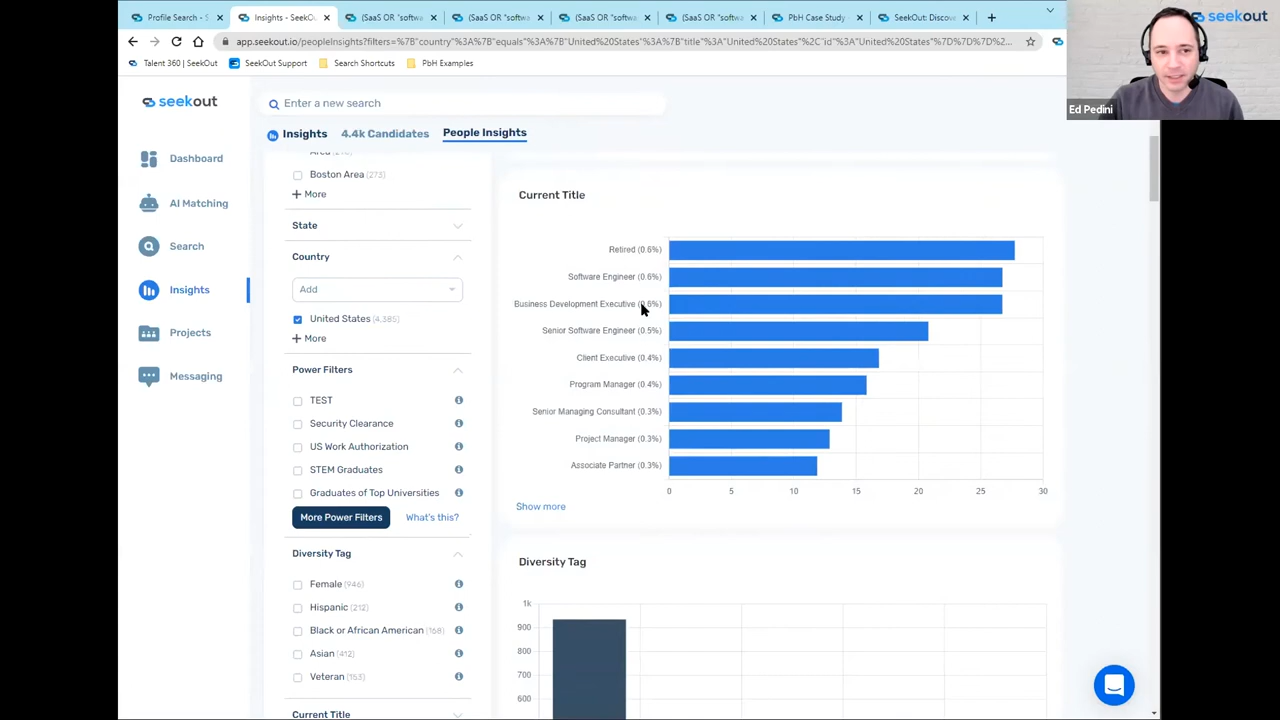 Profile Search - S
Insights - SeekOu
(SaaS OR "softwa
(SaaS OR "softwa
(SaaS OR "softwa
(SaaS OR "softwa
PbH Case Study
SeekOut: Discove
seekout
app.seekout.io/peopleInsights?filters=%7B"country"%3A%7B"equals"%3A%7B"United%20States"%3A%7B"title"%3A"United%20States"%2C"id"%3A"United%20States"%7D%7D%7D%2...
Talent 360 | SeekOut
SeekOut Support
Search Shortcuts
PbH Examples
Ed Pedini
seekout
Enter a new search
Insights
4.4k Candidates
People Insights
Dashboard
AI Matching
Search
Insights
Projects
Messaging
Boston Area (273)
+ More
State
Country
Add
United States (4,385)
+ More
Power Filters
TEST
Security Clearance
US Work Authorization
STEM Graduates
Graduates of Top Universities
More Power Filters
What's this?
Diversity Tag
Female (946)
Hispanic (212)
Black or African American (168)
Asian (412)
Veteran (153)
Current Title
Current Title
Retired (0.6%)
Software Engineer (0.6%)
Business Development Executive (0.6%)
Senior Software Engineer (0.5%)
Client Executive (0.4%)
Program Manager (0.4%)
Senior Managing Consultant (0.3%)
Project Manager (0.3%)
Associate Partner (0.3%)
0 5 10 15 20 25 30
Show more
Diversity Tag
1k
900
800
700
600